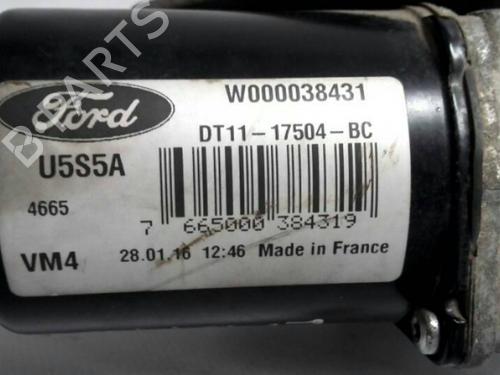 Ford
W000038431
DT11-17504-BC
U5S5A
4665
7 665000 384319
VM4
28.01.16 12:46 Made in France
B PARTS